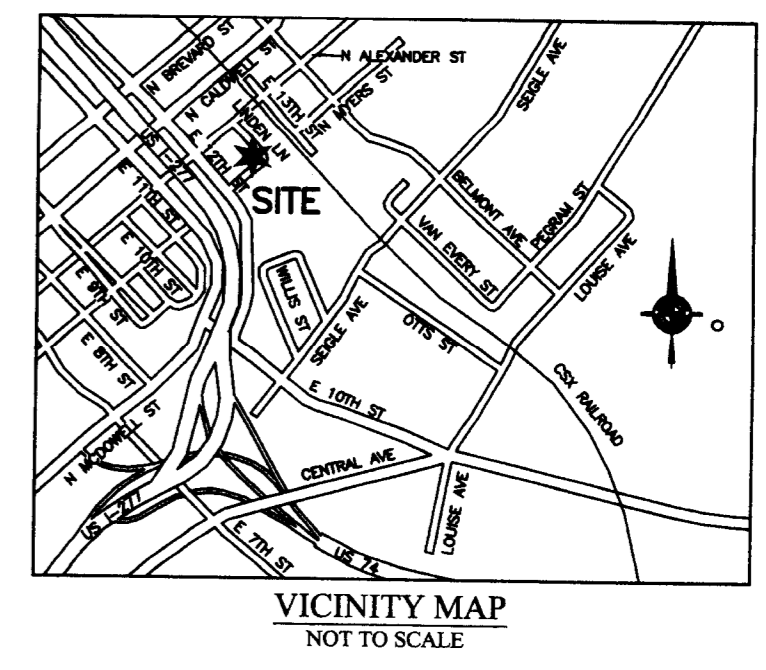 N BREVARD ST
N CALDWELL ST
N ALEXANDER ST
E 13TH ST
N MYERS ST
SEIGLE AVE
LINDEN LN
E 12TH ST
US I-277
SITE
E 11TH ST
BELMONT AVE
PEGRAM ST
VAN EVERY ST
LOUISE AVE
E 10TH ST
WILLIS ST
E 9TH ST
SEIGLE AVE
OTTS ST
E 8TH ST
E 10TH ST
CSX RAILROAD
N MCDOWELL ST
CENTRAL AVE
US I-277
LOUISE AVE
E 7TH ST
US 74
VICINITY MAP
NOT TO SCALE